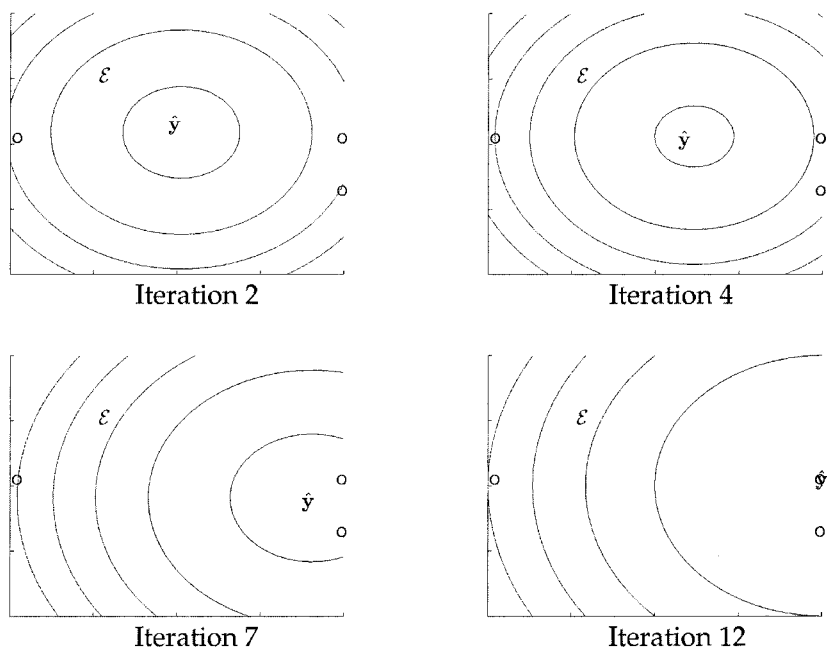 ℰ
ŷ
Iteration 2
ℰ
ŷ
Iteration 4
ℰ
ŷ
Iteration 7
ℰ
ŷ
Iteration 12